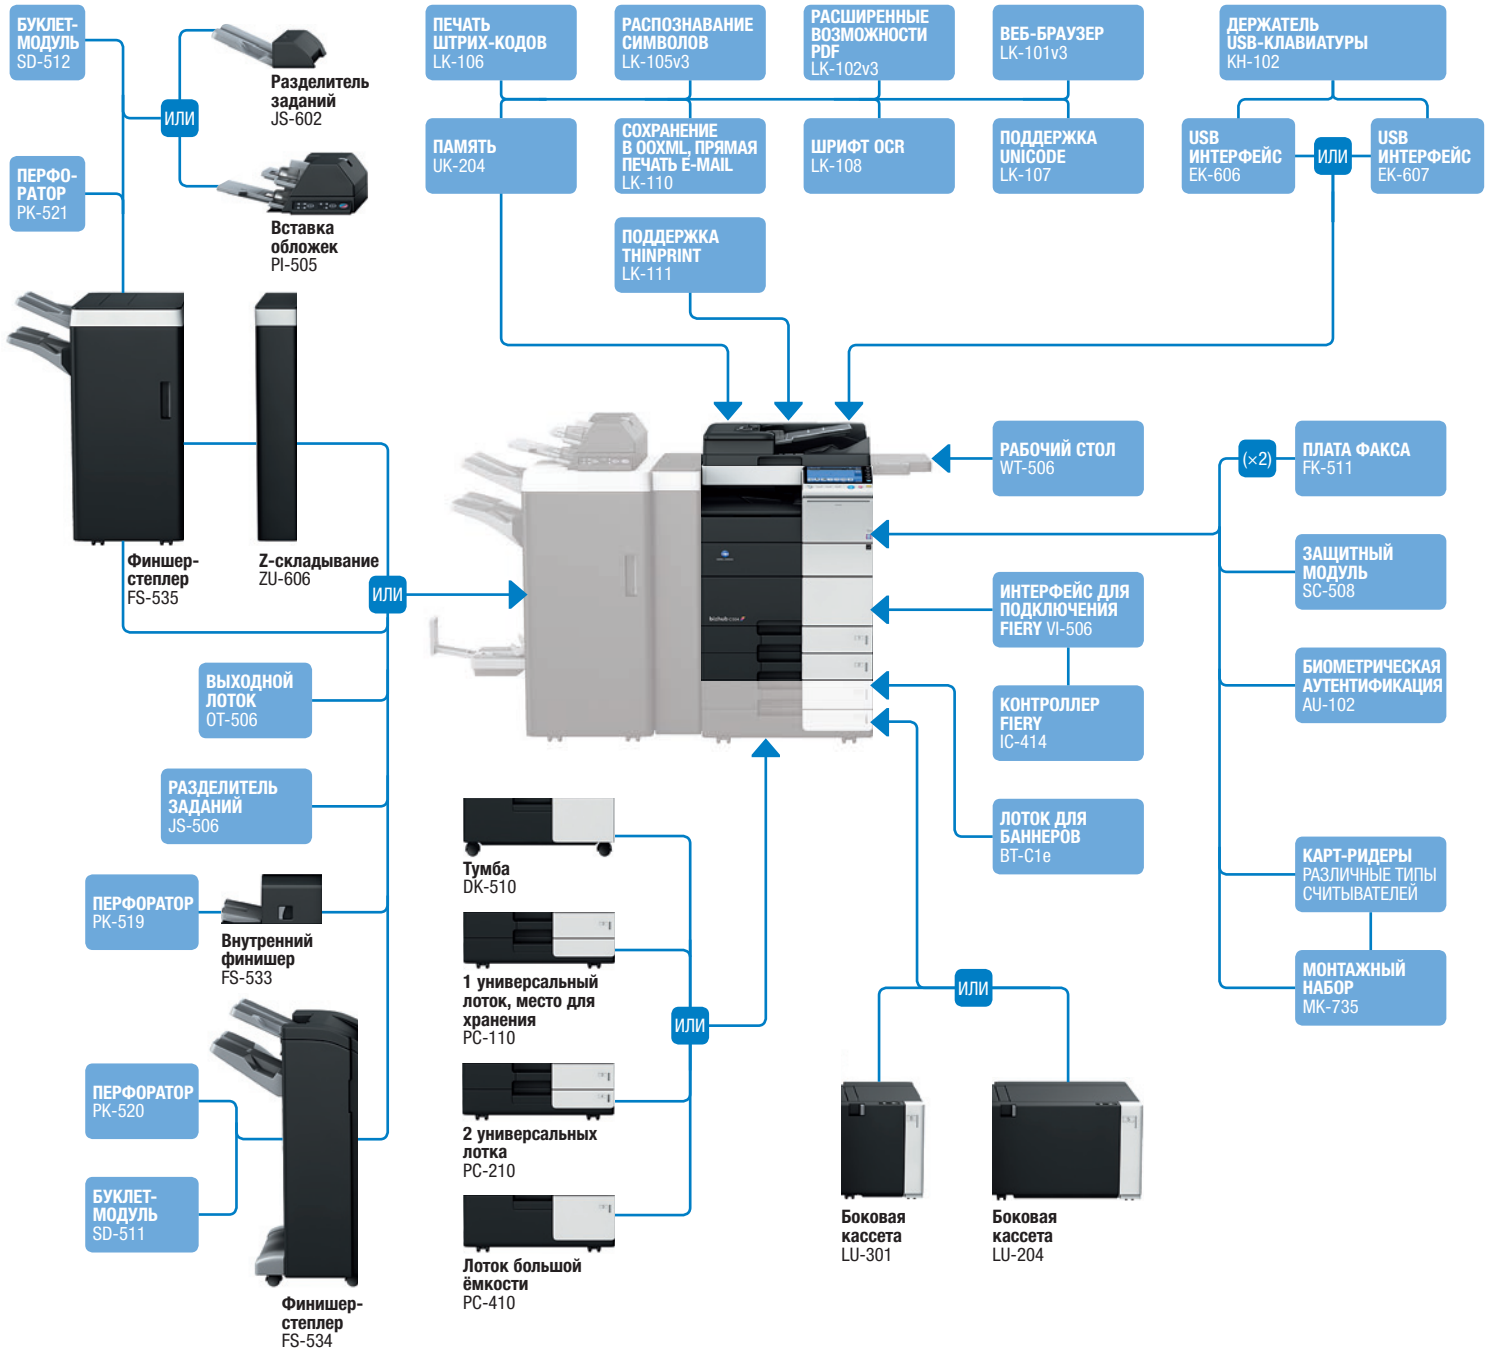 БУКЛЕТ-
МОДУЛЬ
SD-512
ИЛИ
Разделитель
заданий
JS-602
ПЕРФО-
РАТОР
PK-521
Вставка
обложек
PI-505
ПЕЧАТЬ
ШТРИХ-КОДОВ
LK-106
РАСПОЗНАВАНИЕ
СИМВОЛОВ
LK-105v3
РАСШИРЕННЫЕ
ВОЗМОЖНОСТИ
PDF
LK-102v3
ВЕБ-БРАУЗЕР
LK-101v3
ДЕРЖАТЕЛЬ
USB-КЛАВИАТУРЫ
KH-102
ПАМЯТЬ
UK-204
СОХРАНЕНИЕ
В OOXML, ПРЯМАЯ
ПЕЧАТЬ E-MAIL
LK-110
ШРИФТ OCR
LK-108
ПОДДЕРЖКА
UNICODE
LK-107
USB
ИНТЕРФЕЙС
EK-606
ИЛИ
USB
ИНТЕРФЕЙС
EK-607
ПОДДЕРЖКА
THINPRINT
LK-111
Финшер-
степлер
FS-535
Z-складывание
ZU-606
ИЛИ
РАБОЧИЙ СТОЛ
WT-506
(×2)
ПЛАТА ФАКСА
FK-511
ЗАЩИТНЫЙ
МОДУЛЬ
SC-508
ИНТЕРФЕЙС ДЛЯ
ПОДКЛЮЧЕНИЯ
FIERY VI-506
bizhub
БИОМЕТРИЧЕСКАЯ
АУТЕНТИФИКАЦИЯ
AU-102
КОНТРОЛЛЕР
FIERY
IC-414
ВЫХОДНОЙ
ЛОТОК
OT-506
РАЗДЕЛИТЕЛЬ
ЗАДАНИЙ
JS-506
ЛОТОК ДЛЯ
БАННЕРОВ
BT-C1e
КАРТ-РИДЕРЫ
РАЗЛИЧНЫЕ ТИПЫ
СЧИТЫВАТЕЛЕЙ
МОНТАЖНЫЙ
НАБОР
MK-735
ПЕРФОРАТОР
PK-519
Внутренний
финишер
FS-533
Тумба
DK-510
1 универсальный
лоток, место для
хранения
PC-110
ИЛИ
ИЛИ
2 универсальных
лотка
PC-210
Лоток большой
ёмкости
PC-410
ПЕРФОРАТОР
PK-520
БУКЛЕТ-
МОДУЛЬ
SD-511
Финишер-
степлер
FS-534
Боковая
кассета
LU-301
Боковая
кассета
LU-204